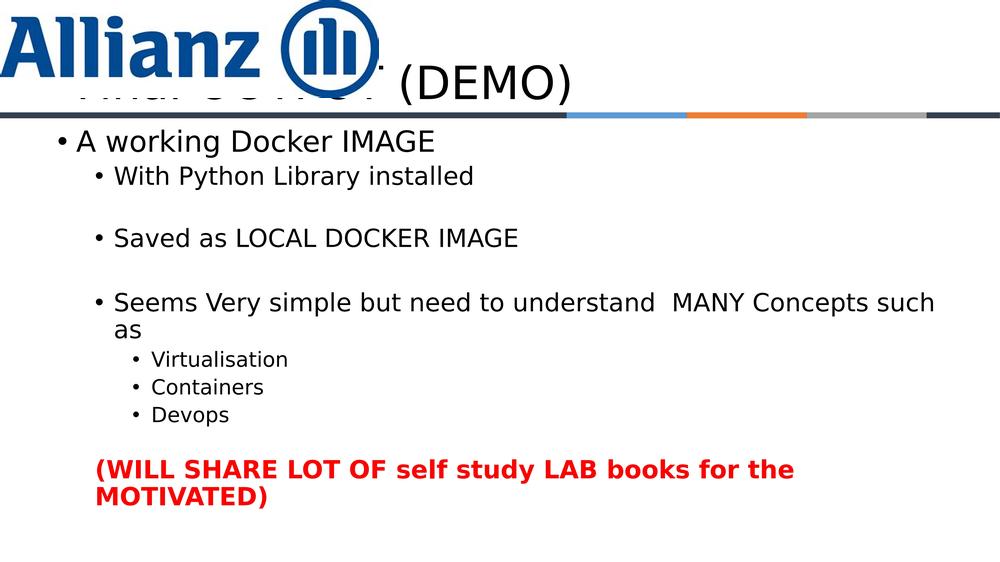 Allianz
(DEMO)
• A working Docker IMAGE
• With Python Library installed
• Saved as LOCAL DOCKER IMAGE
• Seems Very simple but need to understand  MANY Concepts such
as
• Virtualisation
• Containers
• Devops
(WILL SHARE LOT OF self study LAB books for the
MOTIVATED)